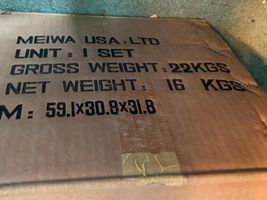 MEIWA USA.,LTD
UNIT: 1 SET
GROSS WEIGHT: 22KGS
NET WEIGHT: 16 KGS
M: 59.1x30.8x31.8